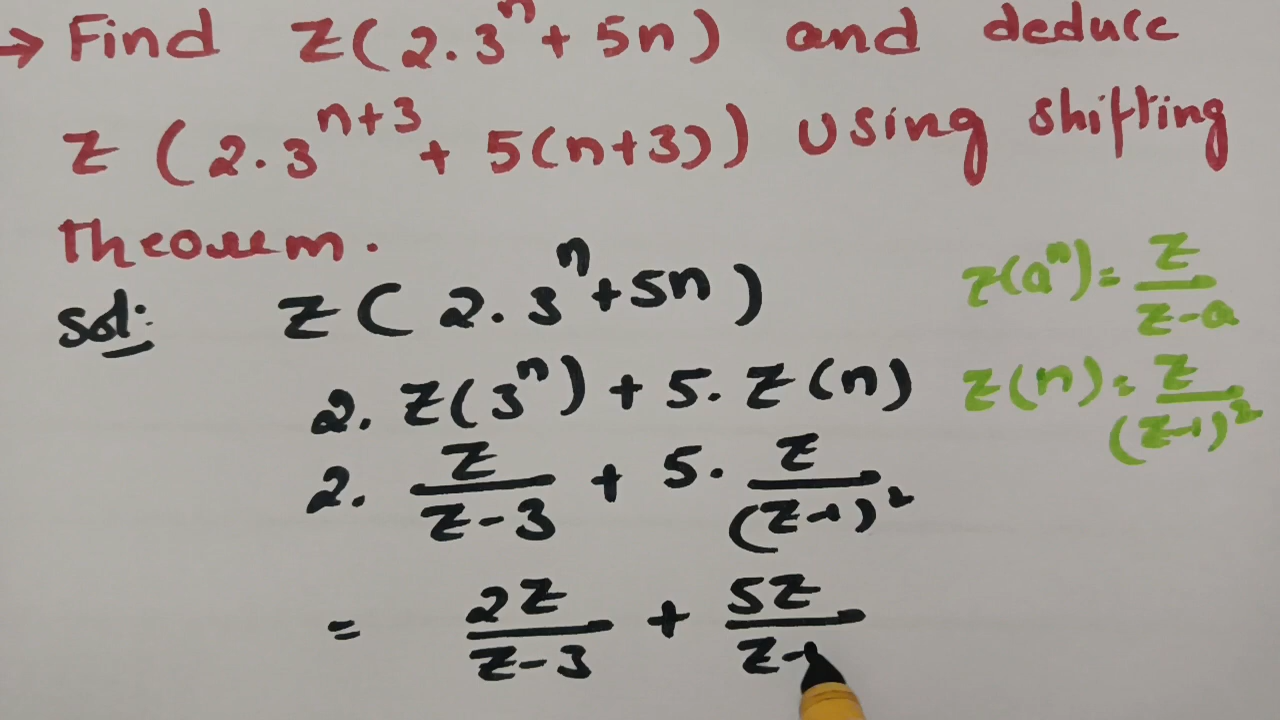 → Find Z(2.3^n + 5n) and deduce
Z (2.3^{n+3} + 5(n+3)) using shifting
theorem.
Sol: Z(2.3^n + 5n)
Z(a^n) = Z/(Z-a)
2. Z(3^n) + 5. Z(n)
Z(n) = Z/(Z-1)^2
2. Z/(Z-3) + 5. Z/(Z-1)^2
= 2Z/(Z-3) + 5Z/Z-